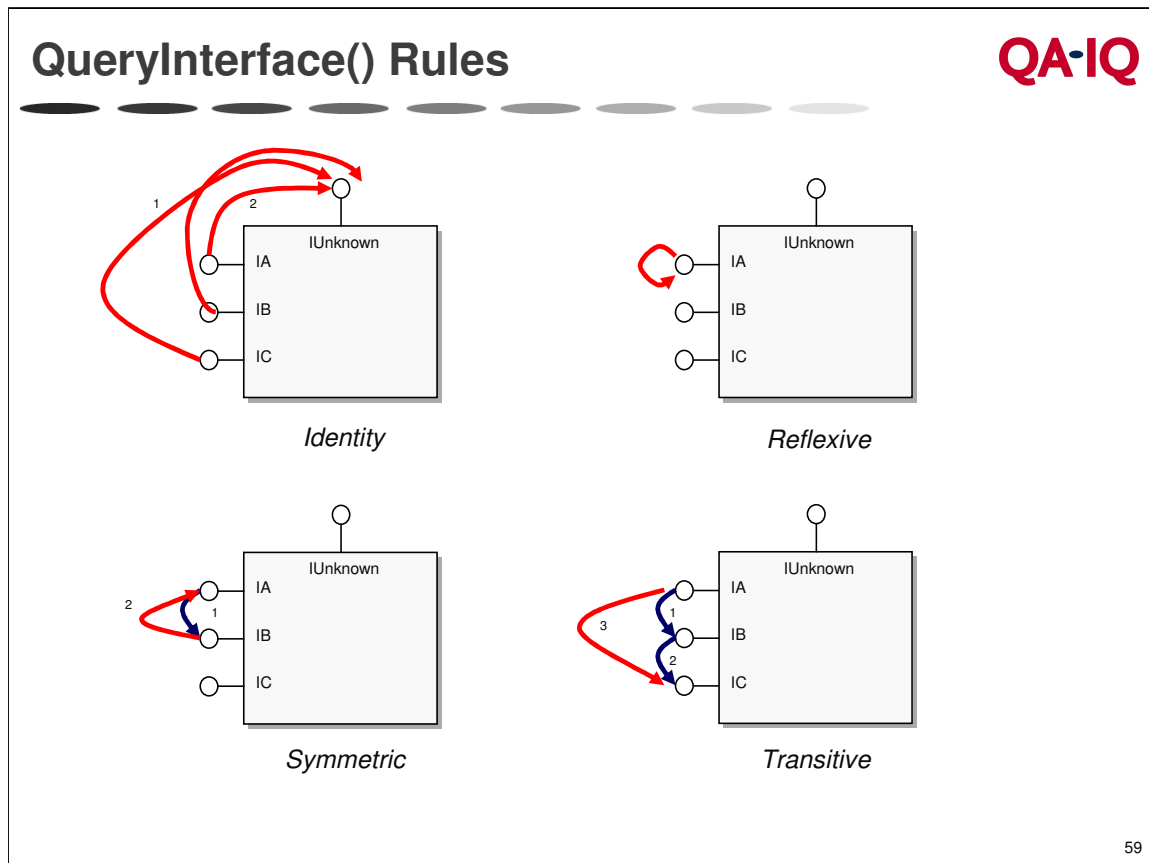 QueryInterface() Rules
QA-IQ
1
2
IUnknown
IA
IB
IC
Identity
IUnknown
IA
IB
IC
Reflexive
IUnknown
IA
2
1
IB
IC
Symmetric
IUnknown
IA
1
3
IB
2
IC
Transitive
59